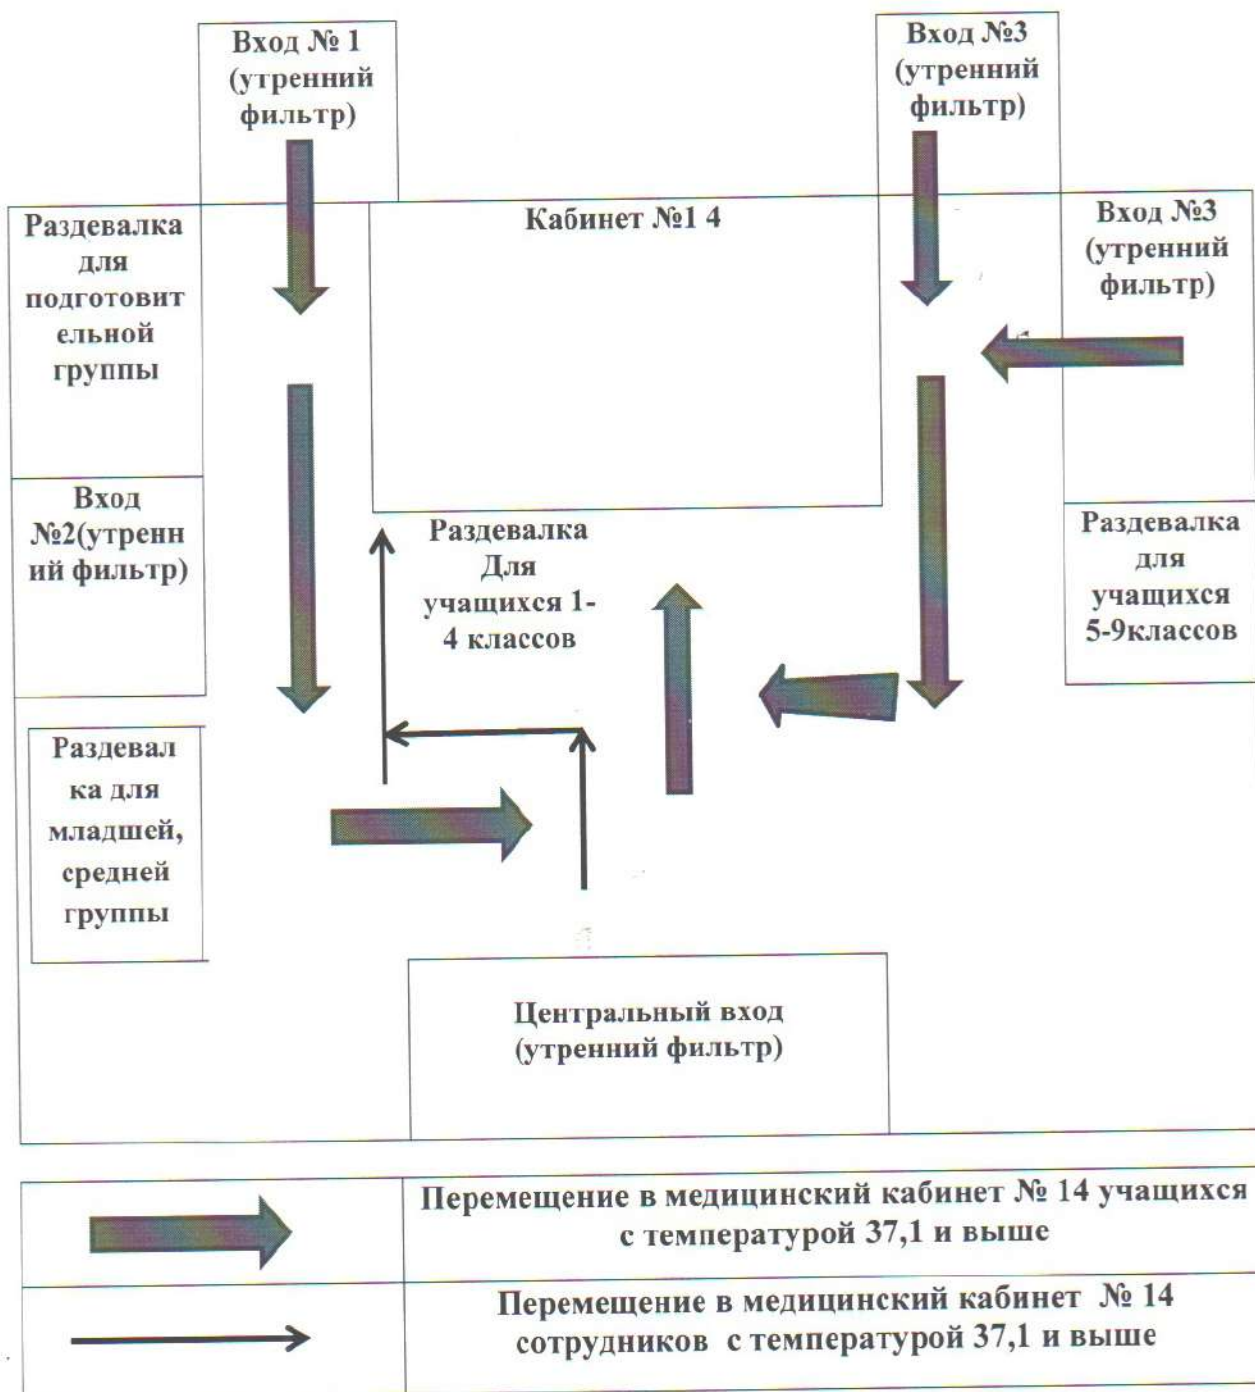 Вход № 1
(утренний
фильтр)
Вход №3
(утренний
фильтр)
Раздевалка
для
подготовит
ельной
группы
Кабинет №1 4
Вход №3
(утренний
фильтр)
Вход
№2(утренн
ий фильтр)
Раздевалка
Для
учащихся 1-
4 классов
Раздевалка
для
учащихся
5-9классов
Раздевал
ка для
младшей,
средней
группы
Центральный вход
(утренний фильтр)
Перемещение в медицинский кабинет № 14 учащихся
с температурой 37,1 и выше
Перемещение в медицинский кабинет № 14
сотрудников с температурой 37,1 и выше